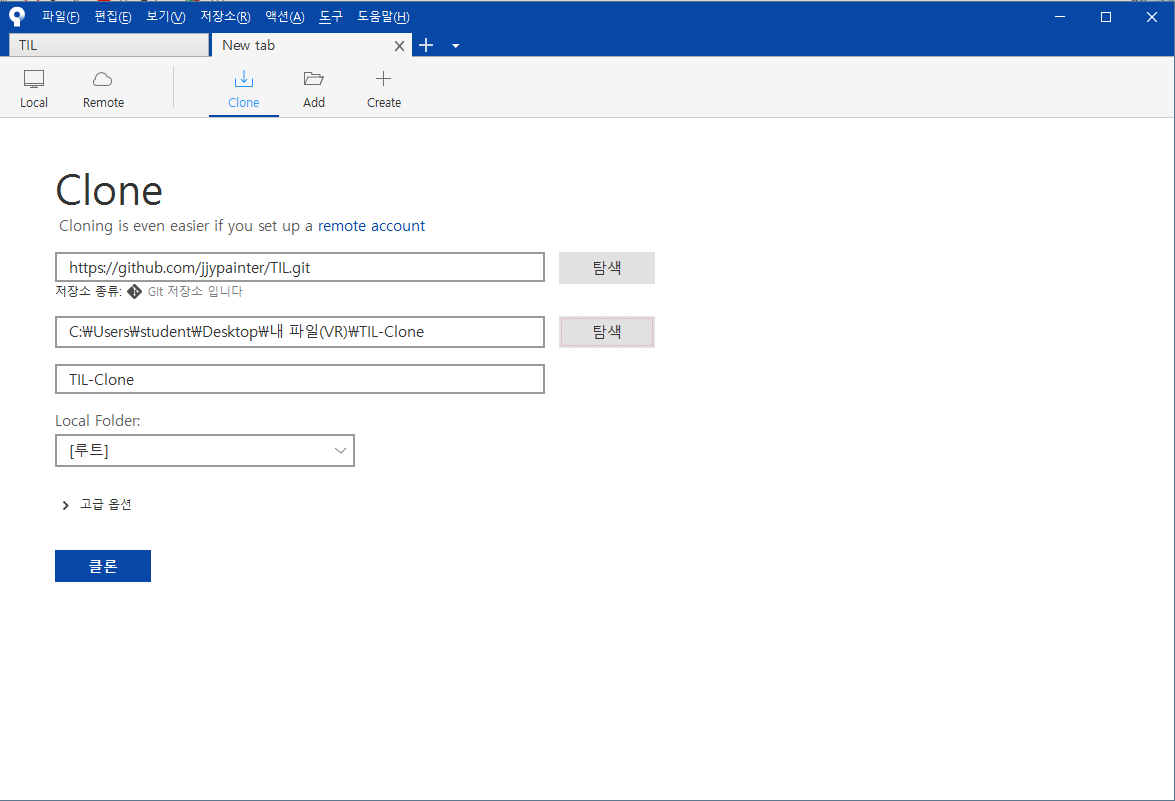 파일(F) 편집(E) 보기(V) 저장소(R) 액션(A) 도구 도움말(H)
TIL New tab
Local Remote Clone Add Create
Clone
Cloning is even easier if you set up a remote account
https://github.com/jjypainter/TIL.git 탐색
저장소 종류: Git 저장소 입니다
C:₩Users₩student₩Desktop₩내 파일(VR)₩TIL-Clone 탐색
TIL-Clone
Local Folder:
[루트]
고급 옵션
클론